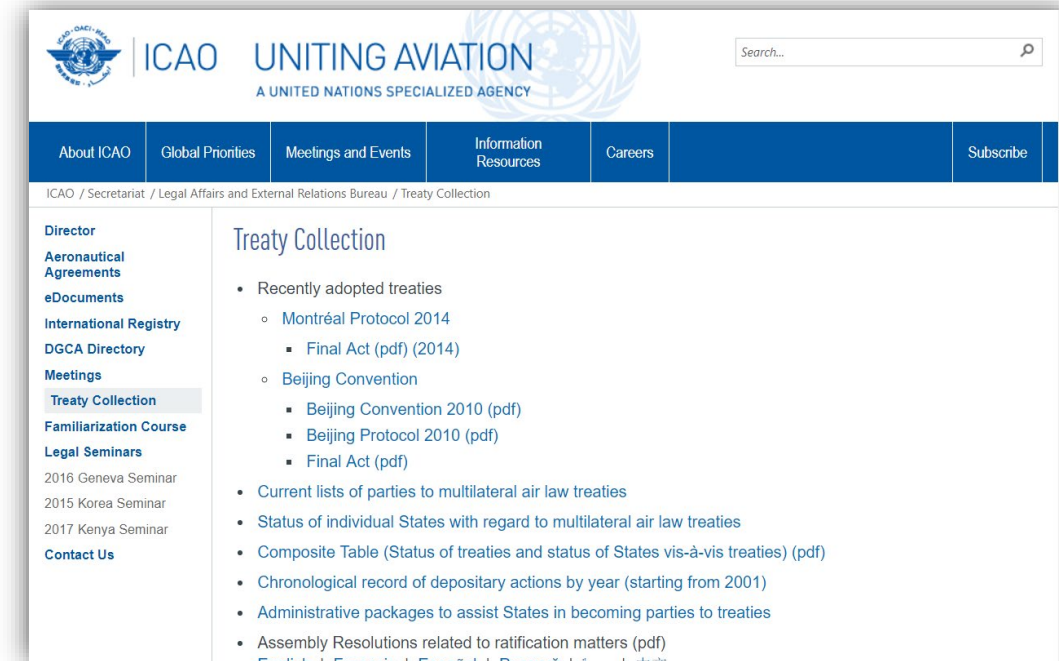 ICAO
UNITING AVIATION
A UNITED NATIONS SPECIALIZED AGENCY
Search...
About ICAO
Global Priorities
Meetings and Events
Information
Resources
Careers
Subscribe
ICAO / Secretariat / Legal Affairs and External Relations Bureau / Treaty Collection
Director
Aeronautical
Agreements
eDocuments
International Registry
DGCA Directory
Meetings
Treaty Collection
Familiarization Course
Legal Seminars
2016 Geneva Seminar
2015 Korea Seminar
2017 Kenya Seminar
Contact Us
Treaty Collection
• Recently adopted treaties
○ Montréal Protocol 2014
▪ Final Act (pdf) (2014)
○ Beijing Convention
▪ Beijing Convention 2010 (pdf)
▪ Beijing Protocol 2010 (pdf)
▪ Final Act (pdf)
• Current lists of parties to multilateral air law treaties
• Status of individual States with regard to multilateral air law treaties
• Composite Table (Status of treaties and status of States vis-à-vis treaties) (pdf)
• Chronological record of depositary actions by year (starting from 2001)
• Administrative packages to assist States in becoming parties to treaties
• Assembly Resolutions related to ratification matters (pdf)